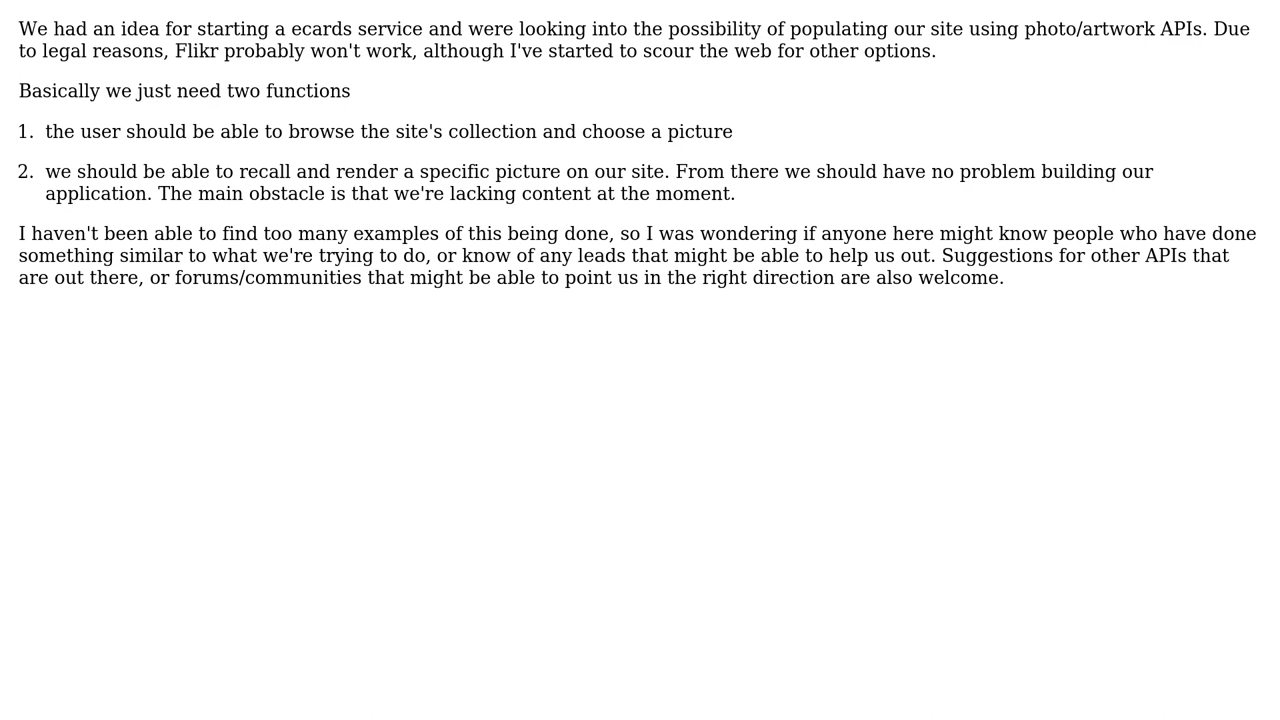 We had an idea for starting a ecards service and were looking into the possibility of populating our site using photo/artwork APIs. Due
to legal reasons, Flikr probably won't work, although I've started to scour the web for other options.
Basically we just need two functions
1. the user should be able to browse the site's collection and choose a picture
2. we should be able to recall and render a specific picture on our site. From there we should have no problem building our
application. The main obstacle is that we're lacking content at the moment.
I haven't been able to find too many examples of this being done, so I was wondering if anyone here might know people who have done
something similar to what we're trying to do, or know of any leads that might be able to help us out. Suggestions for other APIs that
are out there, or forums/communities that might be able to point us in the right direction are also welcome.